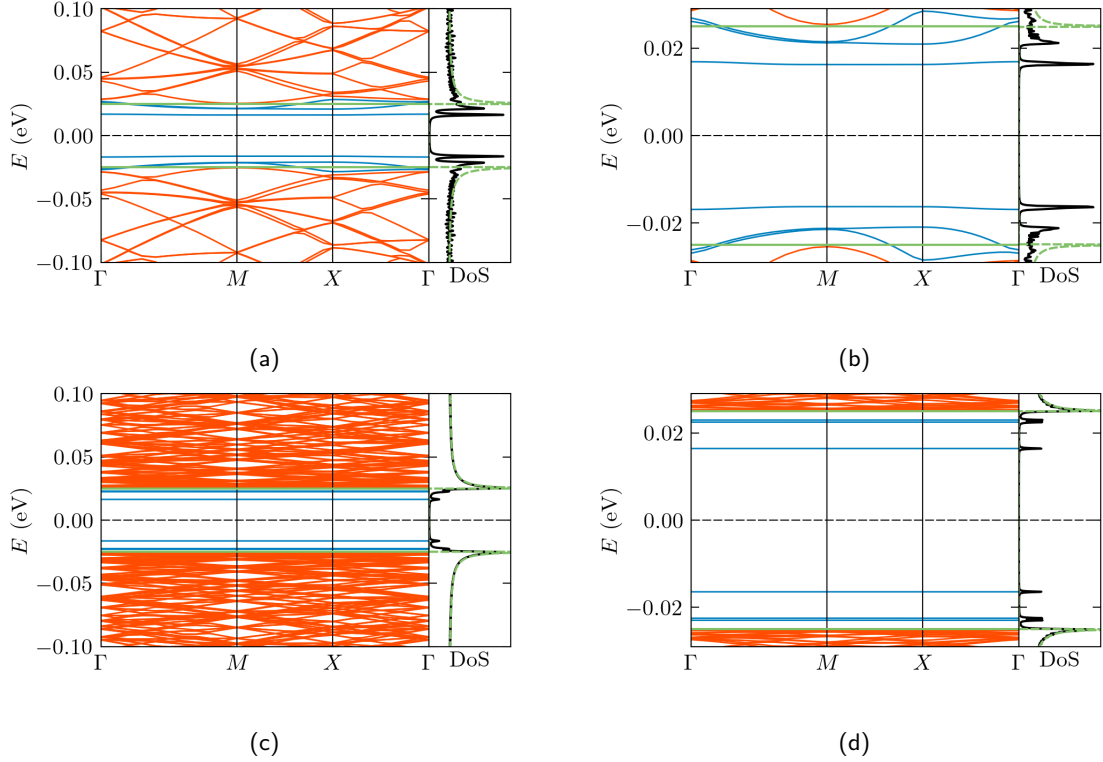 0.10
0.05
0.00
−0.05
−0.10
E (eV)
Γ M X Γ DoS
(a)
0.02
0.00
−0.02
E (eV)
Γ M X Γ DoS
(b)
0.10
0.05
0.00
−0.05
−0.10
E (eV)
Γ M X Γ DoS
(c)
0.02
0.00
−0.02
E (eV)
Γ M X Γ DoS
(d)